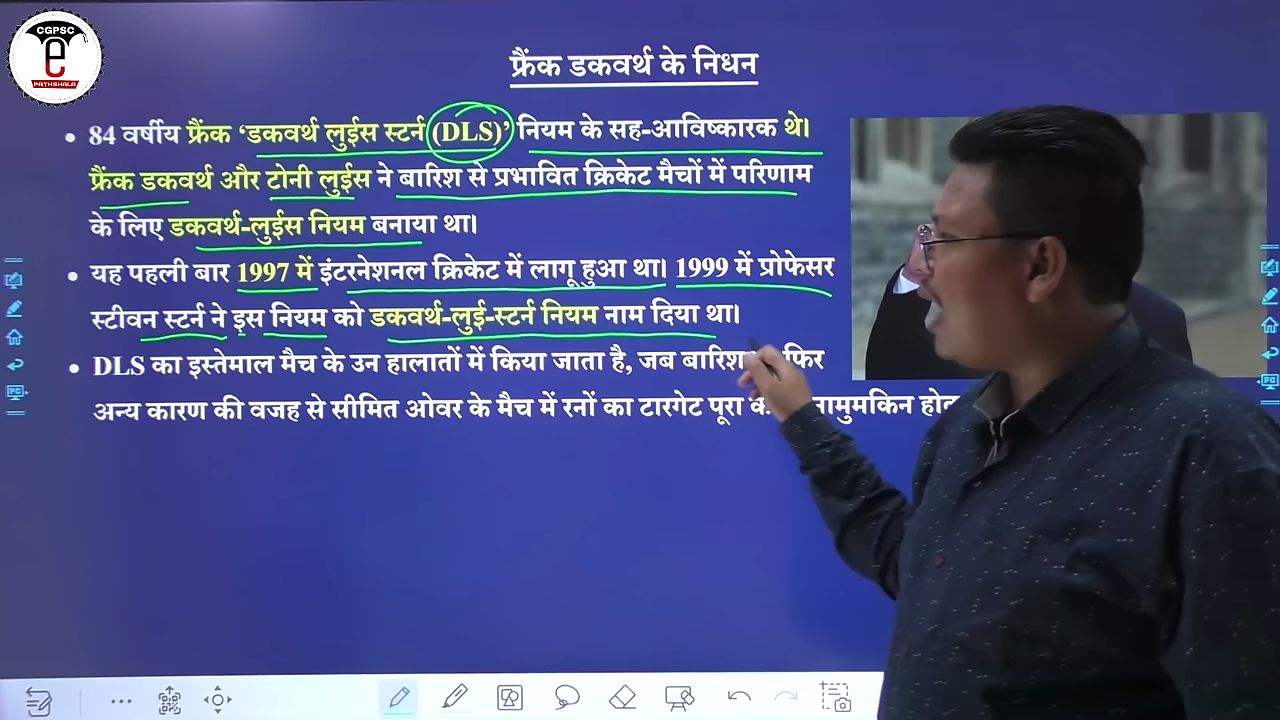 CGPSC
e
PATHSHALA
फ्रैंक डकवर्थ के निधन
• 84 वर्षीय फ्रैंक ‘डकवर्थ लुईस स्टर्न (DLS)’ नियम के सह-आविष्कारक थे।
फ्रैंक डकवर्थ और टोनी लुईस ने बारिश से प्रभावित क्रिकेट मैचों में परिणाम
के लिए डकवर्थ-लुईस नियम बनाया था।
• यह पहली बार 1997 में इंटरनेशनल क्रिकेट में लागू हुआ था। 1999 में प्रोफेसर
स्टीवन स्टर्न ने इस नियम को डकवर्थ-लुई-स्टर्न नियम नाम दिया था।
• DLS का इस्तेमाल मैच के उन हालातों में किया जाता है, जब बारिश फिर
अन्य कारण की वजह से सीमित ओवर के मैच में रनों का टारगेट पूरा नामुमकिन